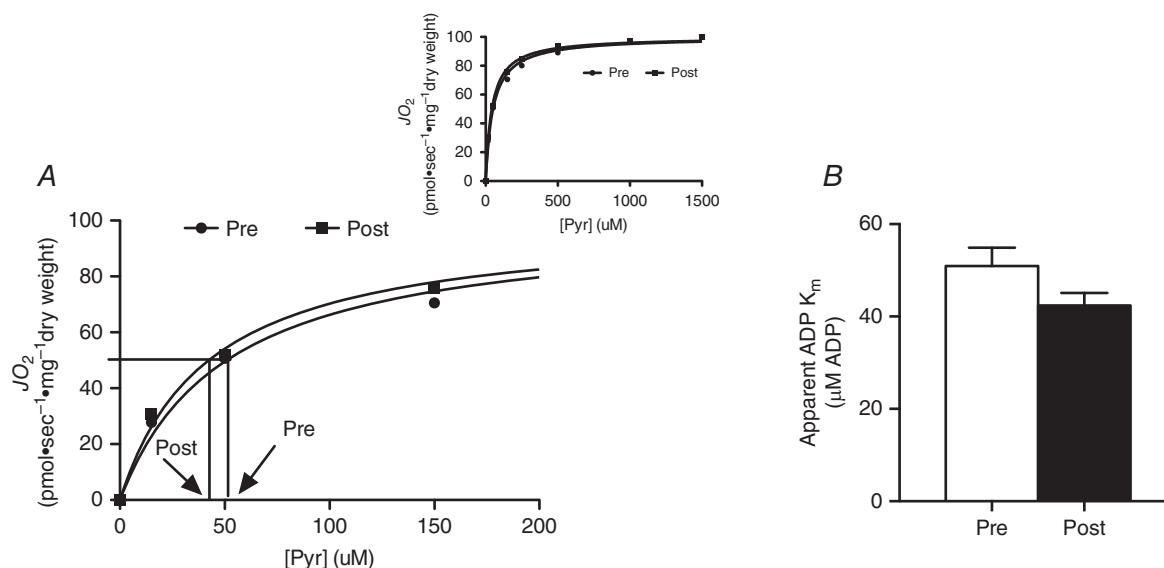 100
80
60
40
20
0
JO₂
(pmol•sec⁻¹•mg⁻¹dry weight)
Pre
Post
0
500
1000
1500
[Pyr] (uM)
A
100
80
60
40
20
0
JO₂
(pmol•sec⁻¹•mg⁻¹dry weight)
Pre
Post
Post
Pre
0
50
100
150
200
[Pyr] (uM)
B
60
40
20
0
Apparent ADP Kₘ
(µM ADP)
Pre
Post